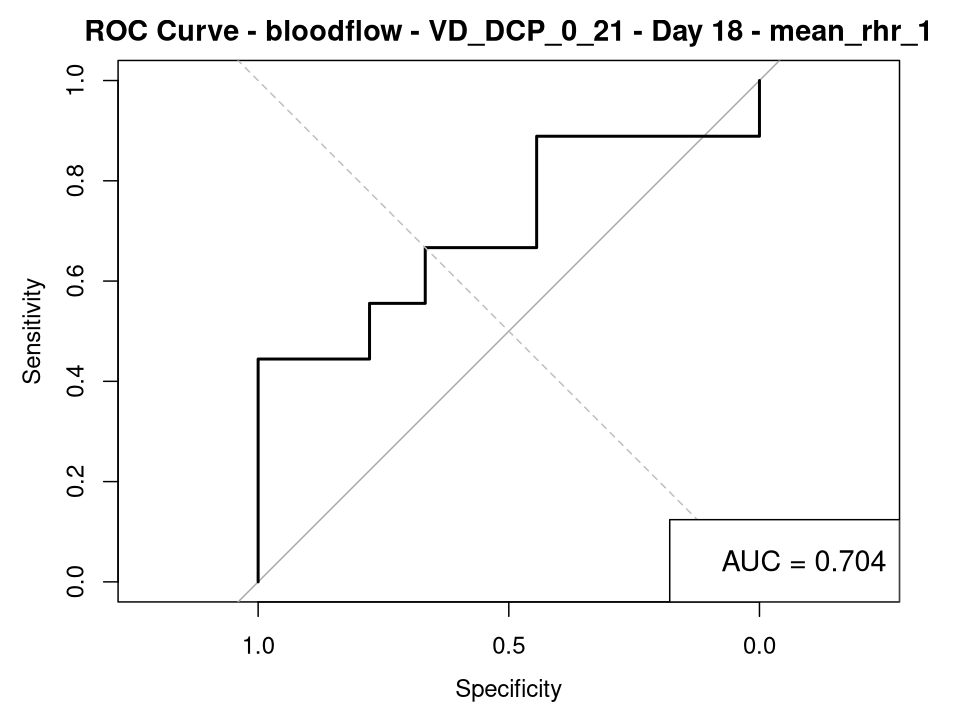 ROC Curve - bloodflow - VD_DCP_0_21 - Day 18 - mean_rhr_1
1.0
0.8
0.6
0.4
0.2
0.0
Sensitivity
AUC = 0.704
1.0 0.5 0.0
Specificity